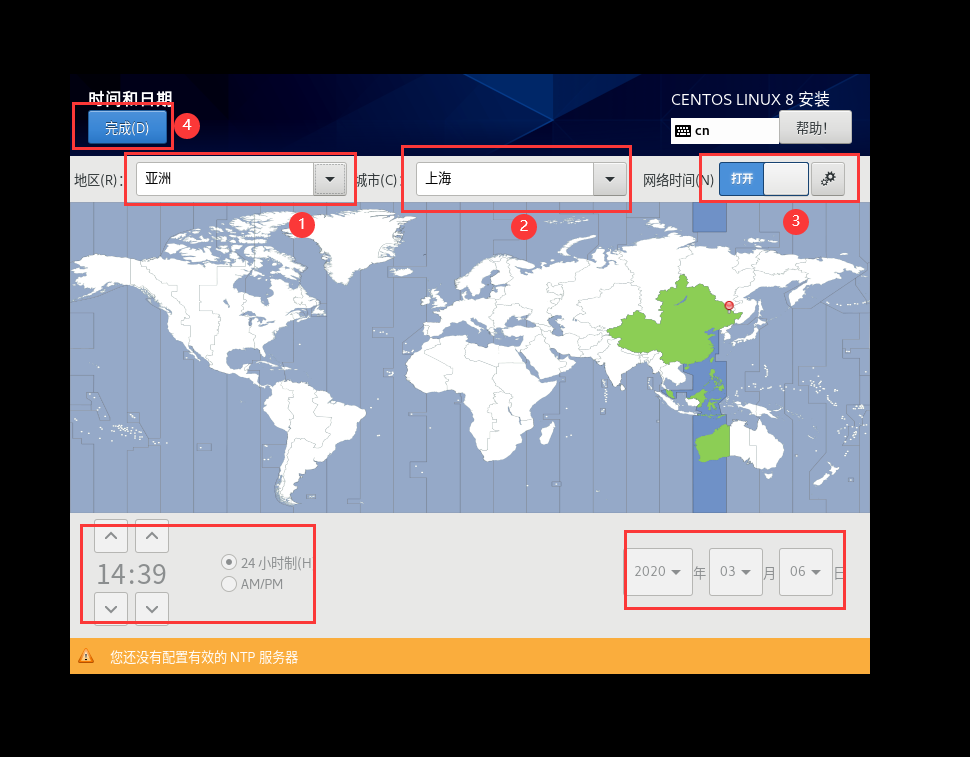 时间和日期
CENTOS LINUX 8 安装
完成(D)
4
cn
帮助!
地区(R):
亚洲
城市(C):
上海
网络时间(N)
打开
1
2
3
14:39
24 小时制(H
AM/PM
2020 年 03 月 06 日
您还没有配置有效的 NTP 服务器